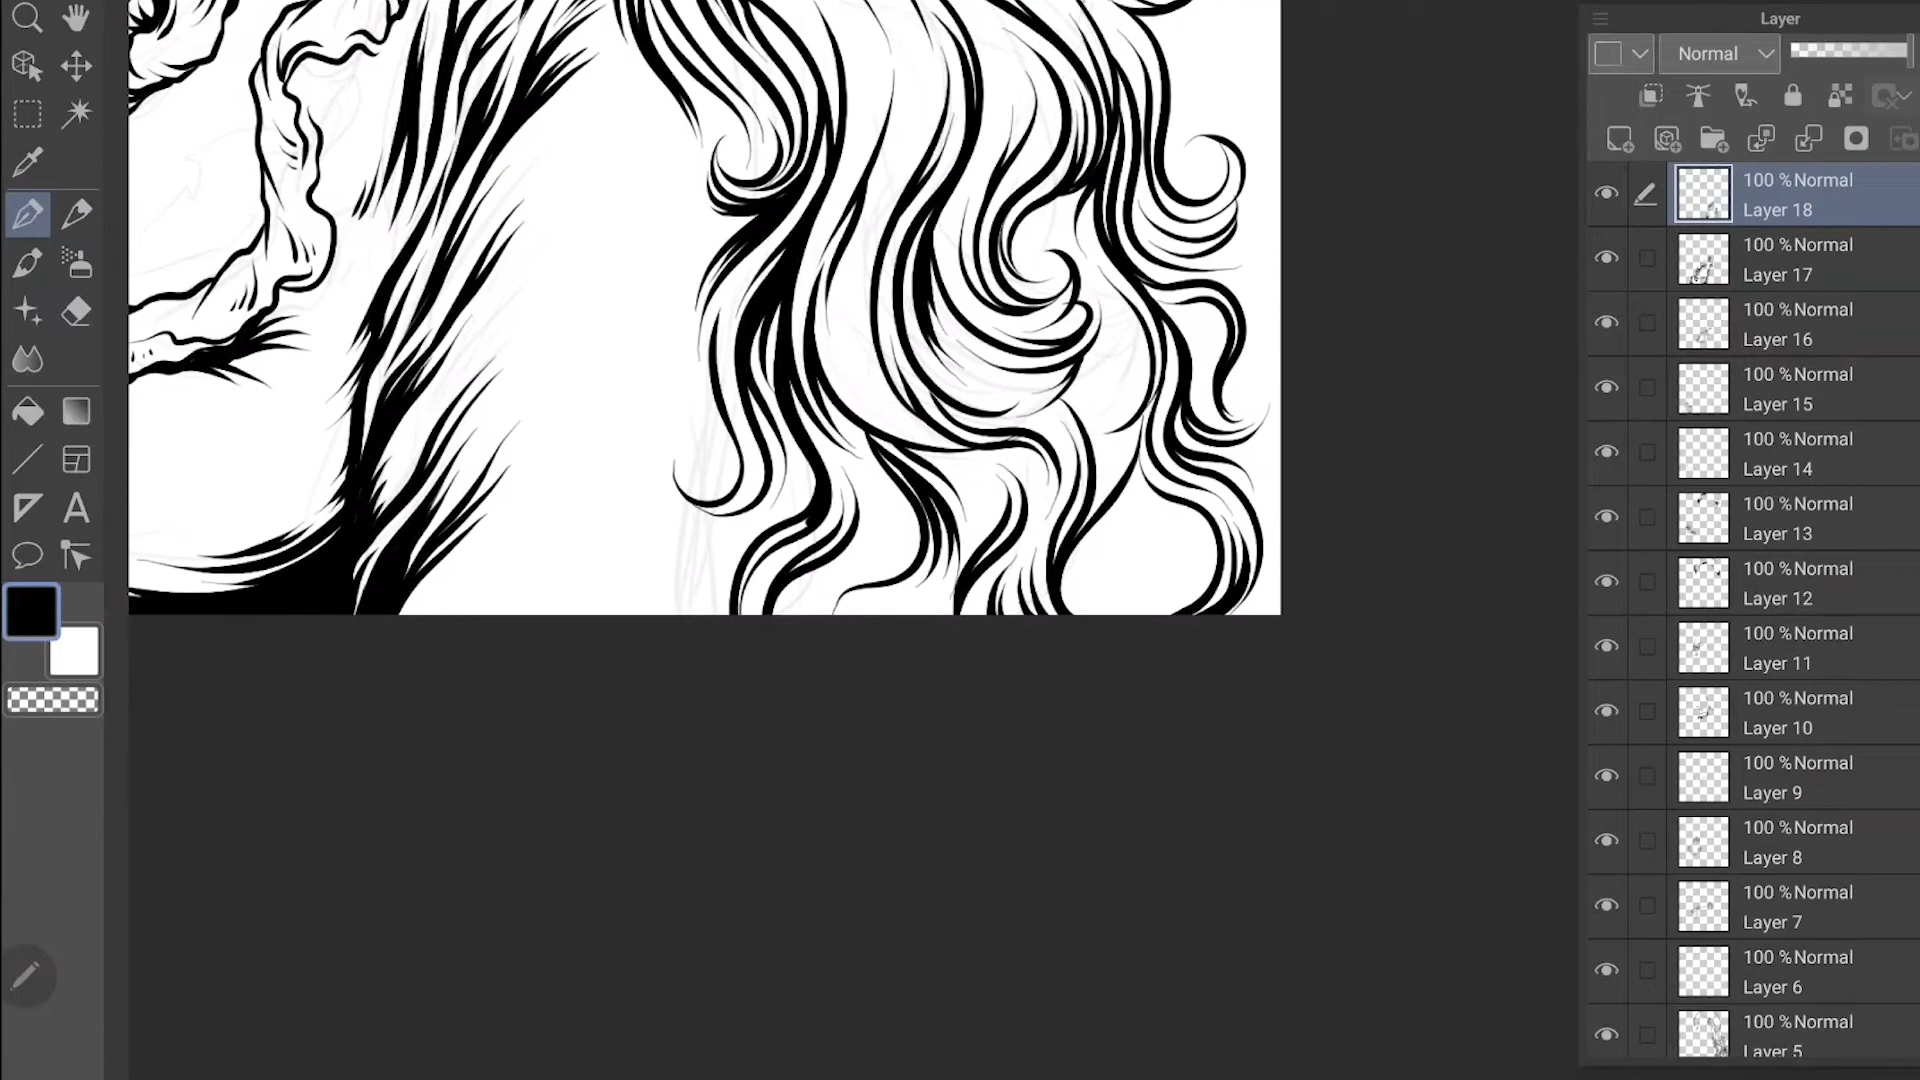 Layer
Normal
100 %Normal
Layer 18
100 %Normal
Layer 17
100 %Normal
Layer 16
100 %Normal
Layer 15
100 %Normal
Layer 14
100 %Normal
Layer 13
100 %Normal
Layer 12
100 %Normal
Layer 11
100 %Normal
Layer 10
100 %Normal
Layer 9
100 %Normal
Layer 8
100 %Normal
Layer 7
100 %Normal
Layer 6
100 %Normal
Layer 5